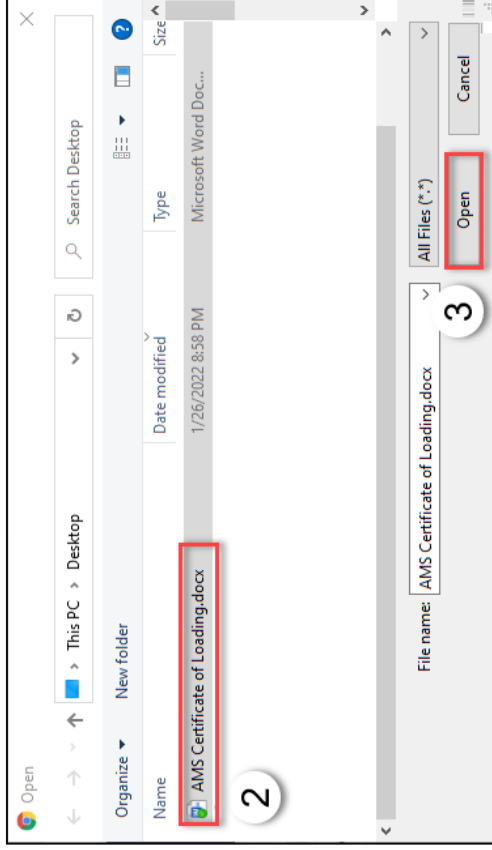 Open
This PC > Desktop
Search Desktop
Organize
New folder
?
Name
Date modified
Type
Size
AMS Certificate of Loading.docx
1/26/2022 8:58 PM
Microsoft Word Doc...
2
File name:
AMS Certificate of Loading.docx
All Files (*.*)
3
Open
Cancel